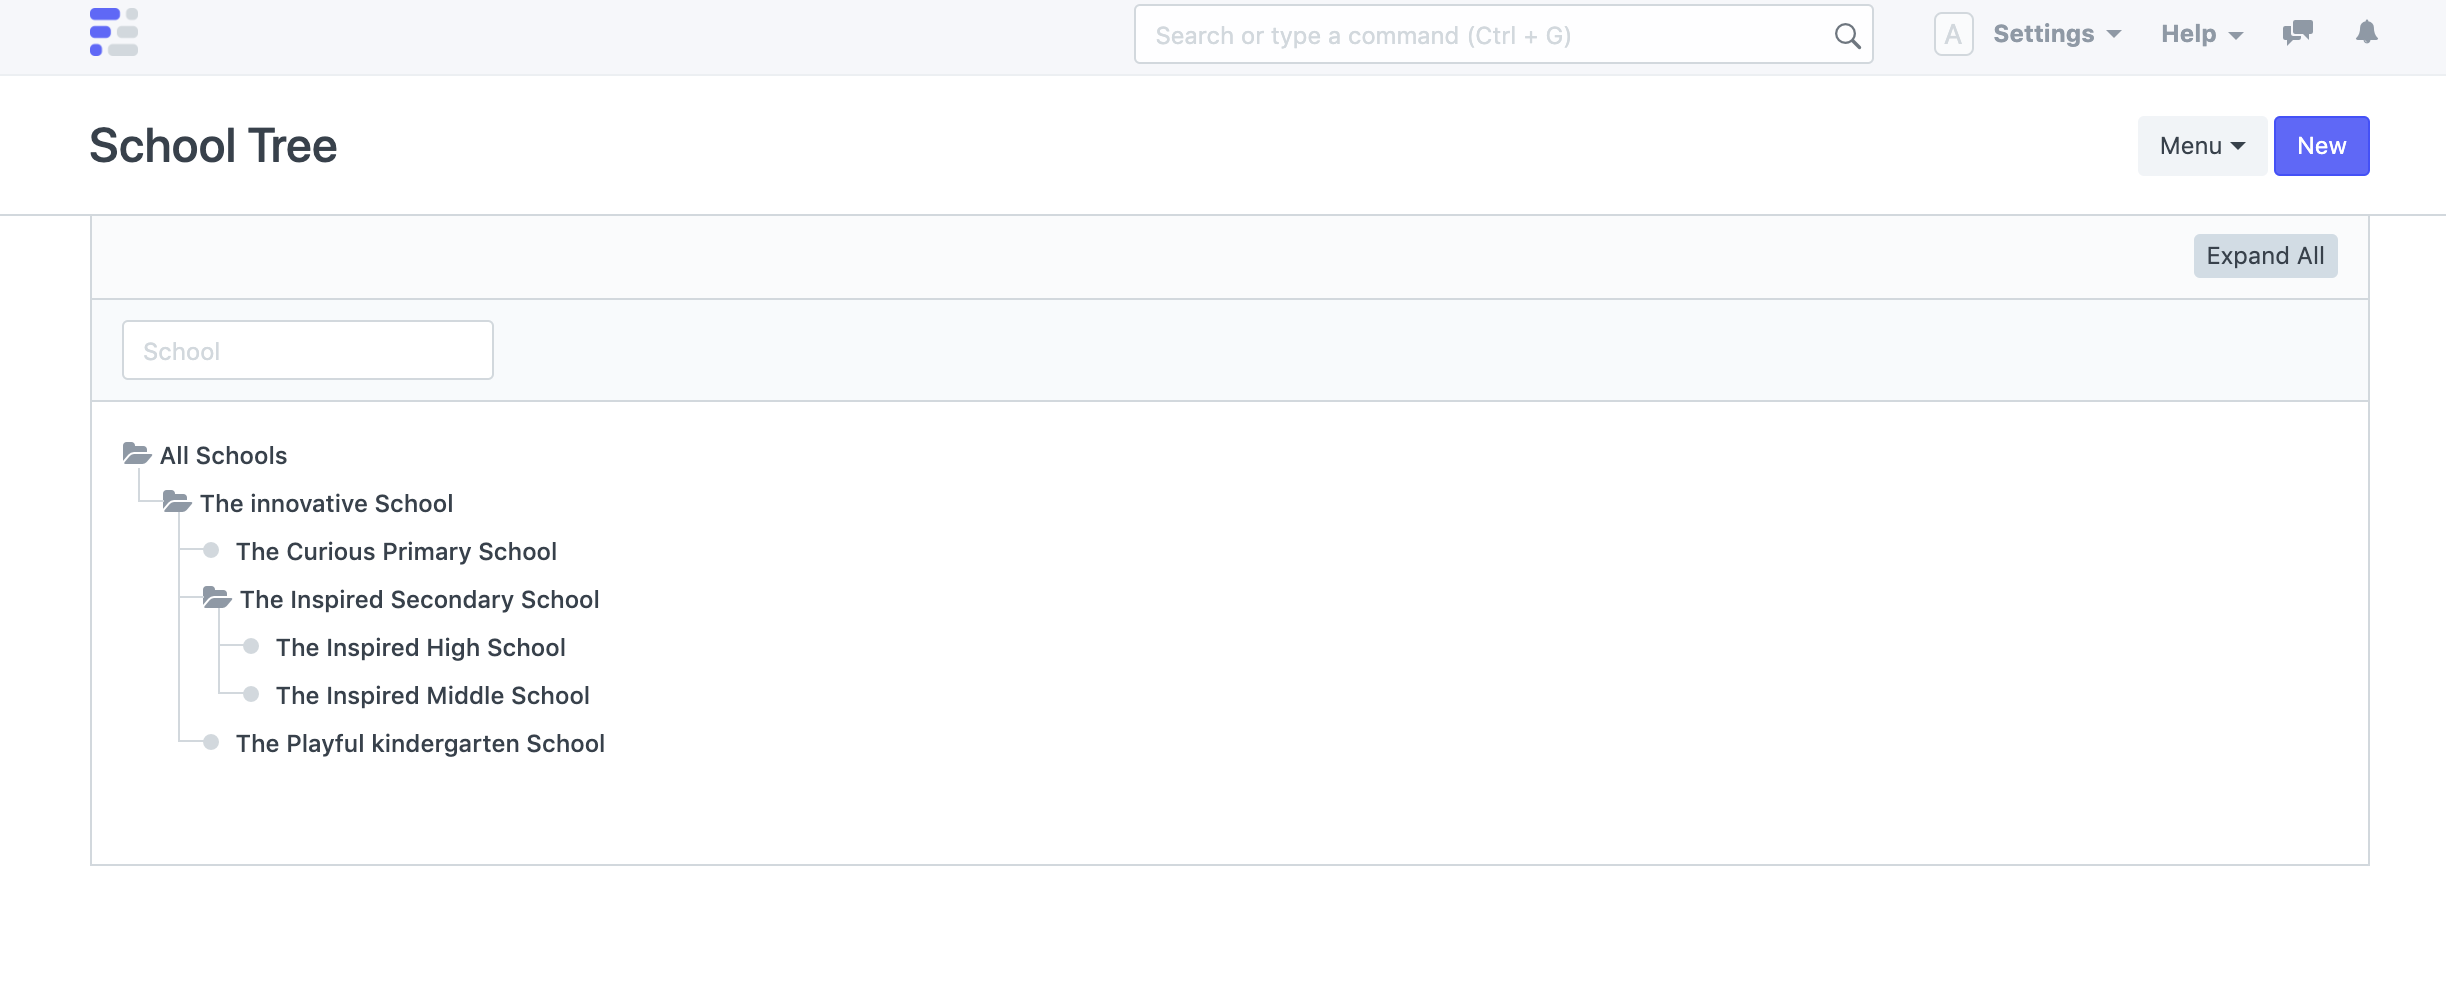 Search or type a command (Ctrl + G)
A
Settings
Help
School Tree
Menu
New
Expand All
School
All Schools
The innovative School
The Curious Primary School
The Inspired Secondary School
The Inspired High School
The Inspired Middle School
The Playful kindergarten School